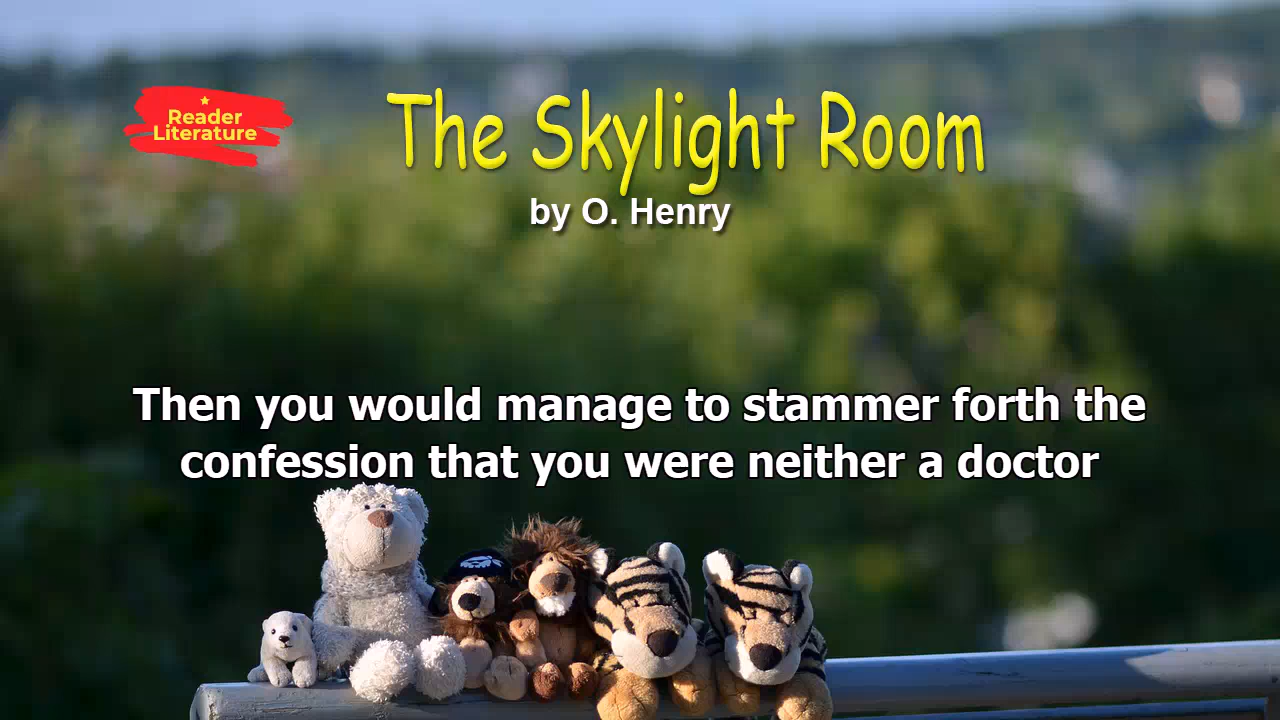 Reader
Literature
The Skylight Room
by O. Henry
Then you would manage to stammer forth the
confession that you were neither a doctor